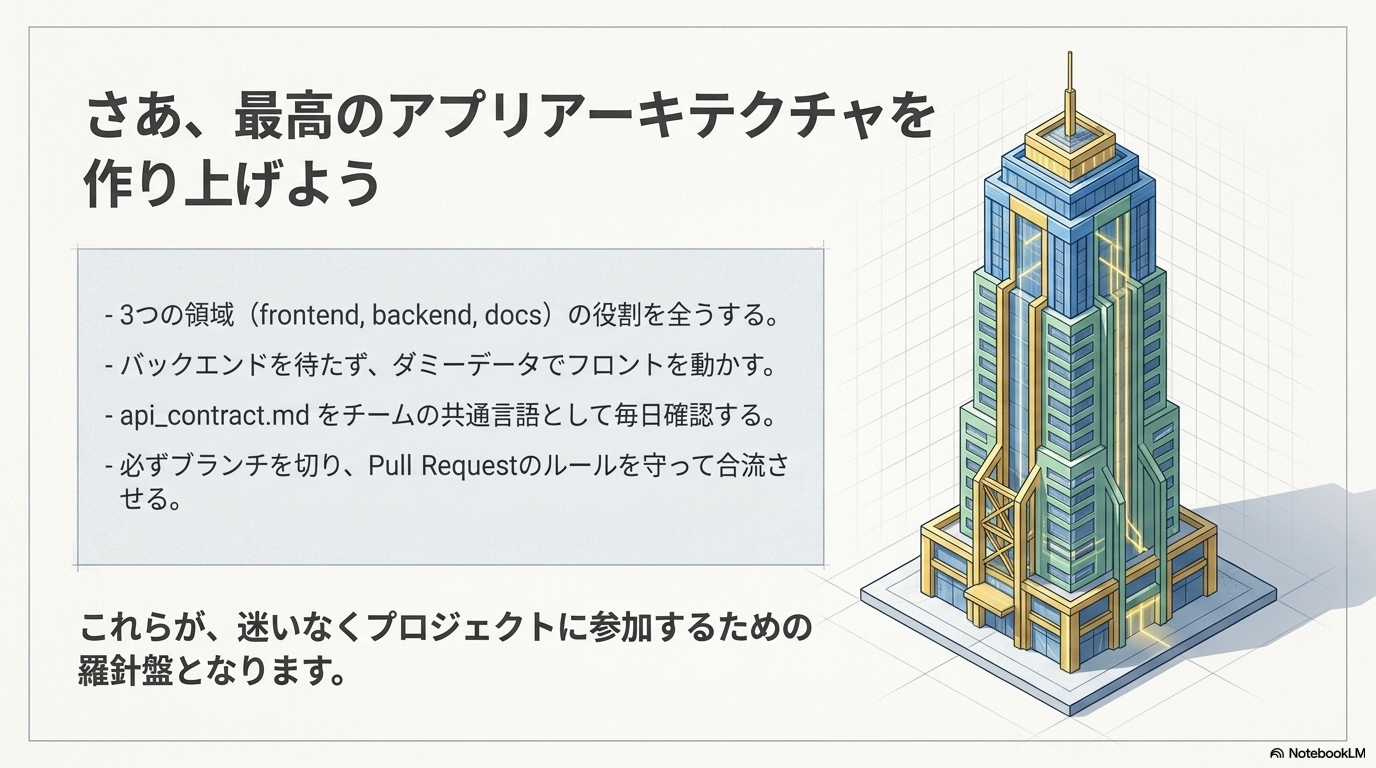 さあ、最高のアプリアーキテクチャを
作り上げよう
- 3つの領域（frontend, backend, docs）の役割を全うする。
- バックエンドを待たず、ダミーデータでフロントを動かす。
- api_contract.md をチームの共通言語として毎日確認する。
- 必ずブランチを切り、Pull Requestのルールを守って合流さ
せる。
これらが、迷いなくプロジェクトに参加するための
羅針盤となります。
NotebookLM